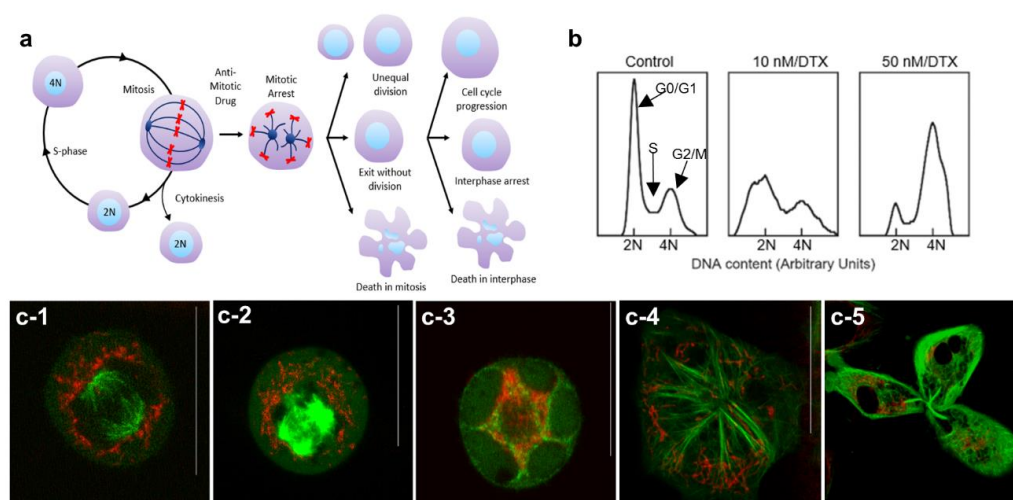 a
4N
Mitosis
S-phase
2N
Cytokinesis
2N
Anti-
Mitotic
Drug
Mitotic
Arrest
Unequal
division
Exit without
division
Death in mitosis
Cell cycle
progression
Interphase arrest
Death in interphase
b
Control
10 nM/DTX
50 nM/DTX
G0/G1
S
G2/M
2N 4N
2N 4N
2N 4N
DNA content (Arbitrary Units)
c-1
c-2
c-3
c-4
c-5